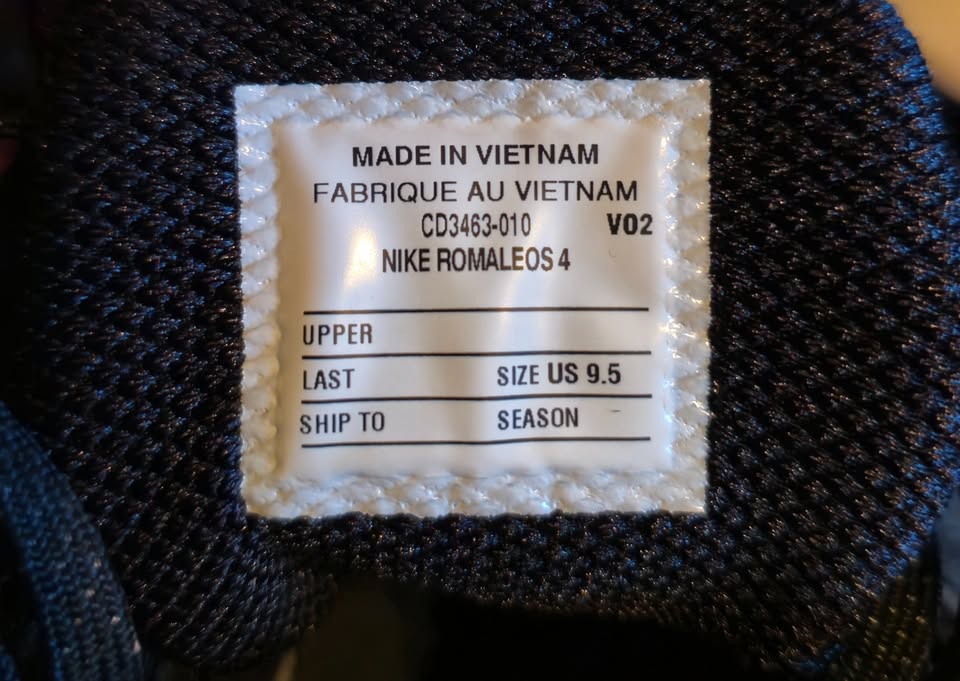 MADE IN VIETNAM
FABRIQUE AU VIETNAM
CD3463-010 V02
NIKE ROMALEOS 4
UPPER
LAST SIZE US 9.5
SHIP TO SEASON